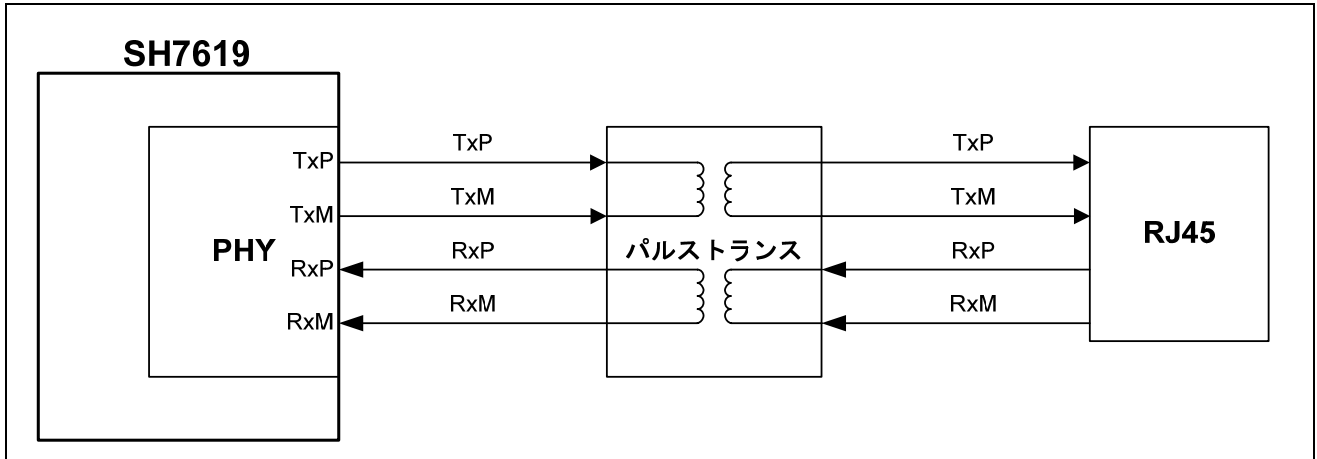 SH7619
TxP TxP TxP
TxM TxM TxM
PHY パルストランス RJ45
RxP RxP RxP
RxM RxM RxM